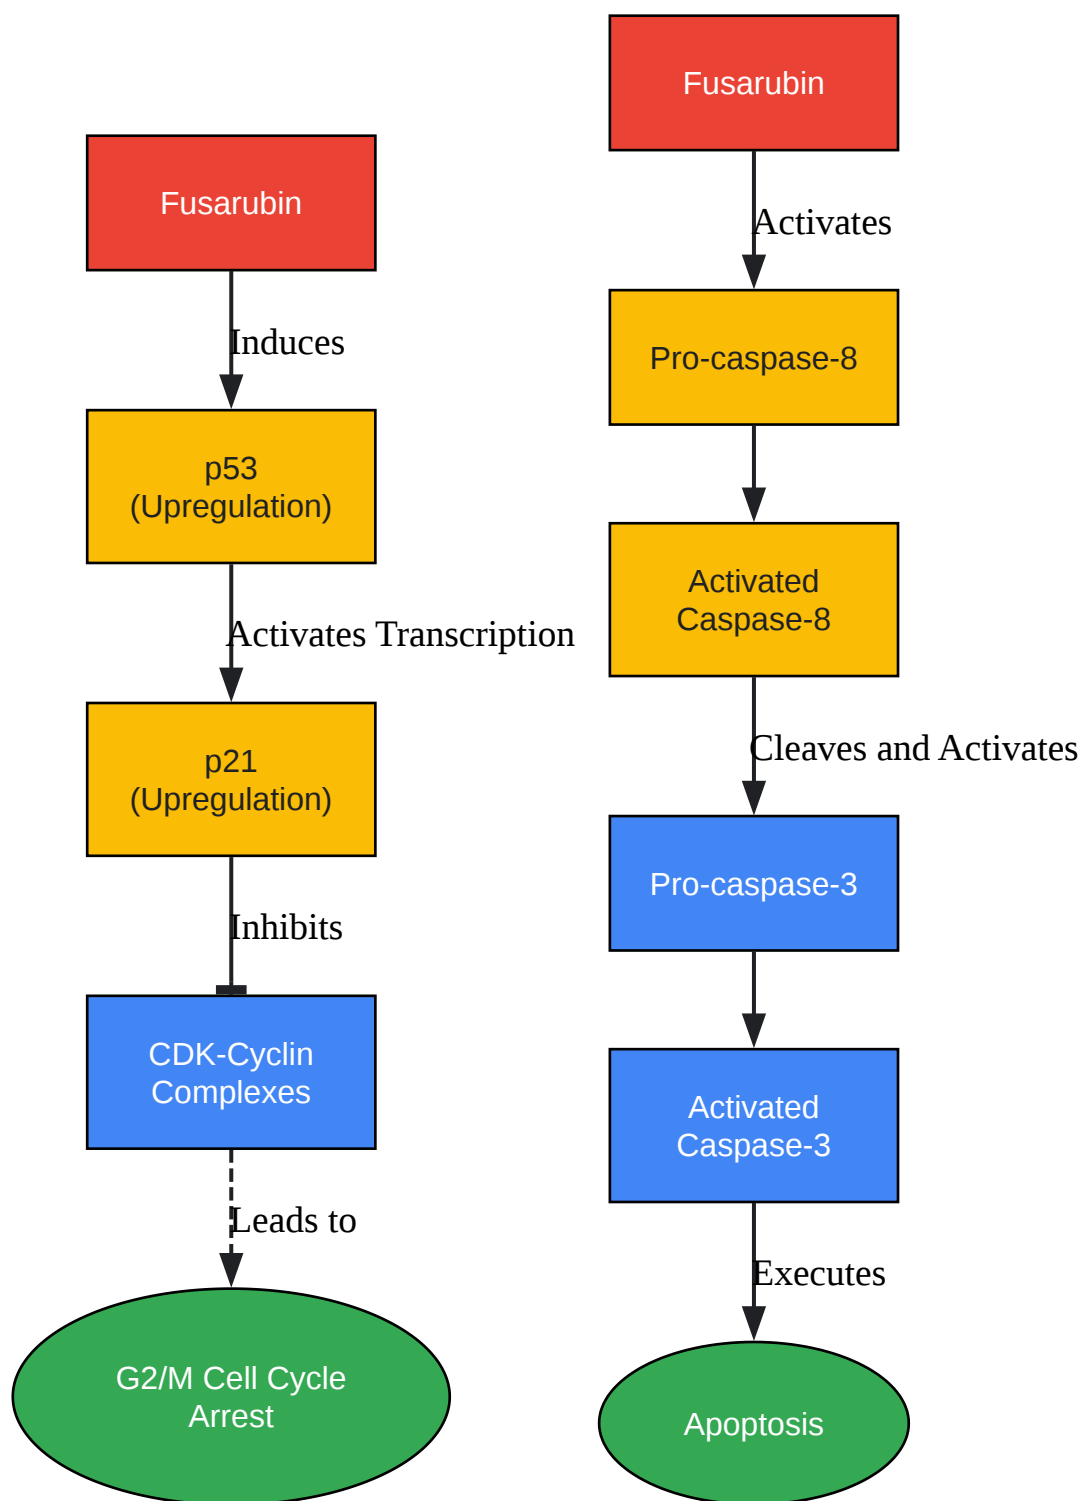 Fusarubin
Induces
p53
(Upregulation)
Activates Transcription
p21
(Upregulation)
Inhibits
CDK-Cyclin
Complexes
Leads to
G2/M Cell Cycle
Arrest
Fusarubin
Activates
Pro-caspase-8
Activated
Caspase-8
Cleaves and Activates
Pro-caspase-3
Activated
Caspase-3
Executes
Apoptosis